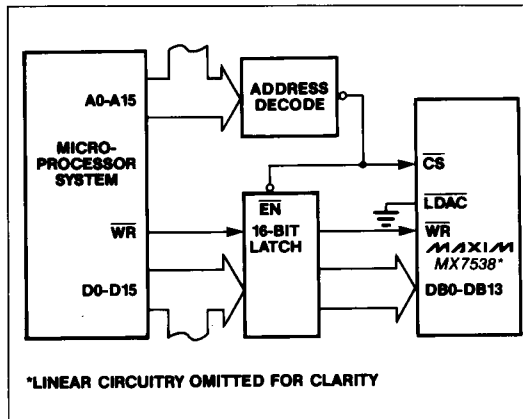 A0-A15
ADDRESS
DECODE
MICRO-
PROCESSOR
SYSTEM
CS
EN
LDAC
WR
16-BIT
LATCH
WR
MAXIM
MX7538*
D0-D15
DB0-DB13
*LINEAR CIRCUITRY OMITTED FOR CLARITY